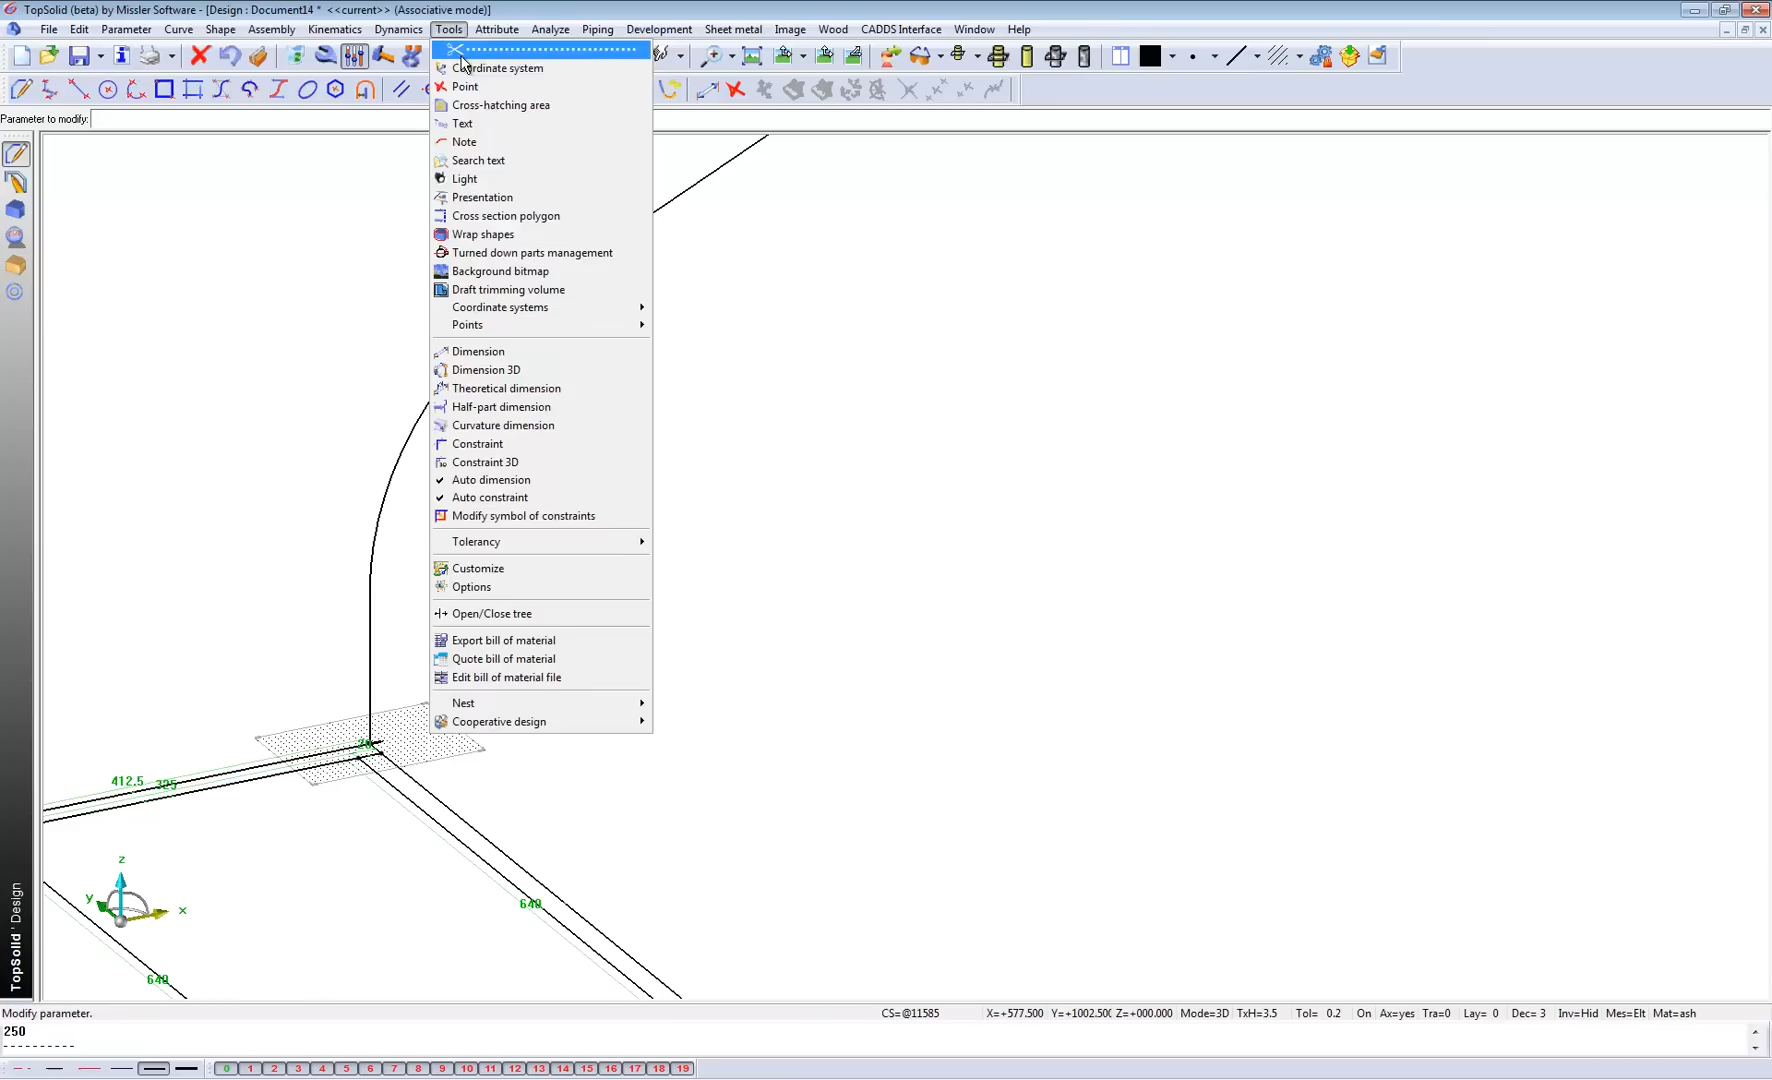 TopSolid (beta) by Missler Software - [Design : Document14 *  <<current>> (Associative mode)]
File Edit Parameter Curve Shape Assembly Kinematics Dynamics Tools Attribute Analyze Piping Development Sheet metal Image Wood CADDS Interface Window Help
Parameter to modify:
Coordinate system
Point
Cross-hatching area
Text
Note
Search text
Light
Presentation
Cross section polygon
Wrap shapes
Turned down parts management
Background bitmap
Draft trimming volume
Coordinate systems
Points
Dimension
Dimension 3D
Theoretical dimension
Half-part dimension
Curvature dimension
Constraint
Constraint 3D
Auto dimension
Auto constraint
Modify symbol of constraints
Tolerancy
Customize
Options
Open/Close tree
Export bill of material
Quote bill of material
Edit bill of material file
Nest
Cooperative design
412.5 325
640
640
z
y
x
TopSolid'Design
Modify parameter. CS=@11585 X=+577.500 Y=+1002.500 Z=+000.000 Mode=3D TxH=3.5 Tol= 0.2 On Ax=yes Tra=0 Lay= 0 Dec= 3 Inv=Hid Mes=Elt Mat=ash
250
----------
0 1 2 3 4 5 6 7 8 9 10 11 12 13 14 15 16 17 18 19